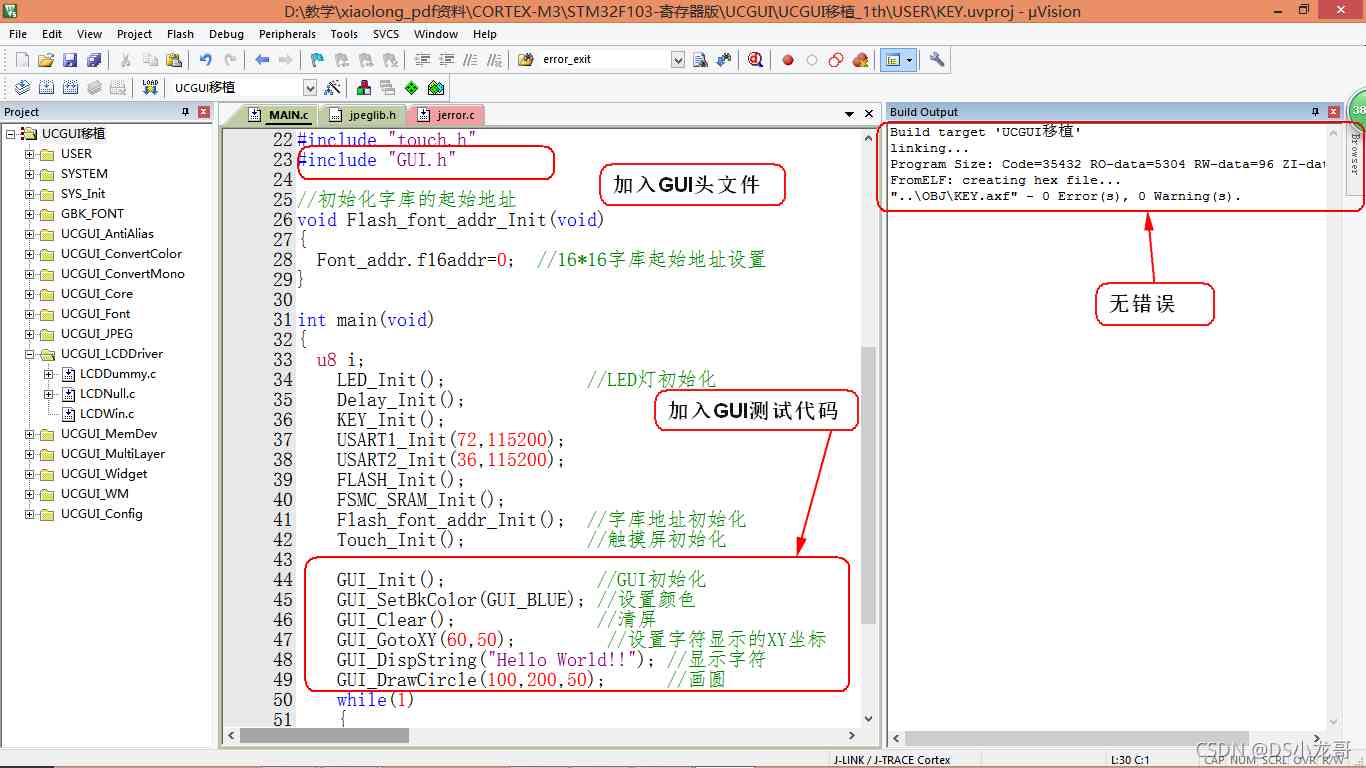 D:\教学\xiaolong_pdf资料\CORTEX-M3\STM32F103-寄存器版\UCGUI\UCGUI移植_1th\USER\KEY.uvproj - µVision
File Edit View Project Flash Debug Peripherals Tools SVCS Window Help
error_exit
LOAD UCGUI移植
Project
UCGUI移植
USER
SYSTEM
SYS_Init
GBK_FONT
UCGUI_AntiAlias
UCGUI_ConvertColor
UCGUI_ConvertMono
UCGUI_Core
UCGUI_Font
UCGUI_JPEG
UCGUI_LCDDriver
LCDDummy.c
LCDNull.c
LCDWin.c
UCGUI_MemDev
UCGUI_MultiLayer
UCGUI_Widget
UCGUI_WM
UCGUI_Config
MAIN.c jpeglib.h jerror.c
22 #include "touch.h"
23 #include "GUI.h"
24
25 //初始化字库的起始地址
26 void Flash_font_addr_Init(void)
27 {
28 Font_addr.f16addr=0; //16*16字库起始地址设置
29 }
30
31 int main(void)
32 {
33 u8 i;
34 LED_Init(); //LED灯初始化
35 Delay_Init();
36 KEY_Init();
37 USART1_Init(72,115200);
38 USART2_Init(36,115200);
39 FLASH_Init();
40 FSMC_SRAM_Init();
41 Flash_font_addr_Init(); //字库地址初始化
42 Touch_Init(); //触摸屏初始化
43
44 GUI_Init(); //GUI初始化
45 GUI_SetBkColor(GUI_BLUE); //设置颜色
46 GUI_Clear(); //清屏
47 GUI_GotoXY(60,50); //设置字符显示的XY坐标
48 GUI_DispString("Hello World!!"); //显示字符
49 GUI_DrawCircle(100,200,50); //画圆
50 while(1)
51 {
加入GUI头文件
加入GUI测试代码
Build Output
Build target 'UCGUI移植'
linking...
Program Size: Code=35432 RO-data=5304 RW-data=96 ZI-dat
FromELF: creating hex file...
"..\OBJ\KEY.axf" - 0 Error(s), 0 Warning(s).
无错误
38
Browser
J-LINK / J-TRACE Cortex L:30 C:1 CAP NUM SCRL OVR R/W
CSDN @DS小龙哥